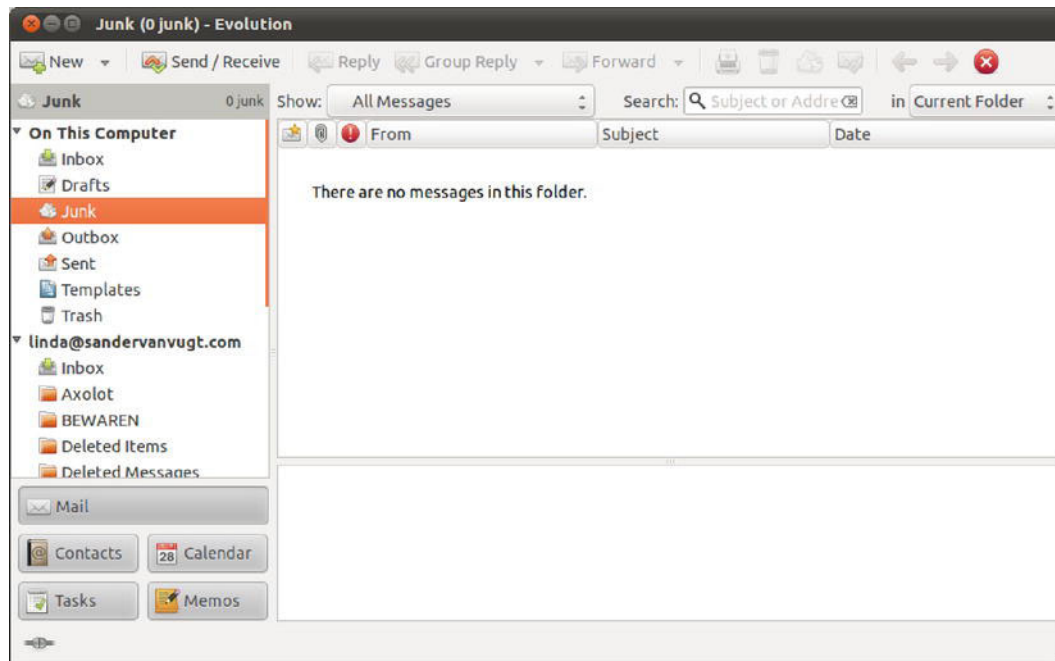 Junk (0 junk) - Evolution
New Send / Receive Reply Group Reply Forward
Junk 0 junk Show: All Messages Search: Subject or Addre in Current Folder
On This Computer
From Subject Date
Inbox
Drafts
There are no messages in this folder.
Junk
Outbox
Sent
Templates
Trash
linda@sandervanvugt.com
Inbox
Axolot
BEWAREN
Deleted Items
Deleted Messages
Mail
Contacts 28 Calendar
Tasks Memos